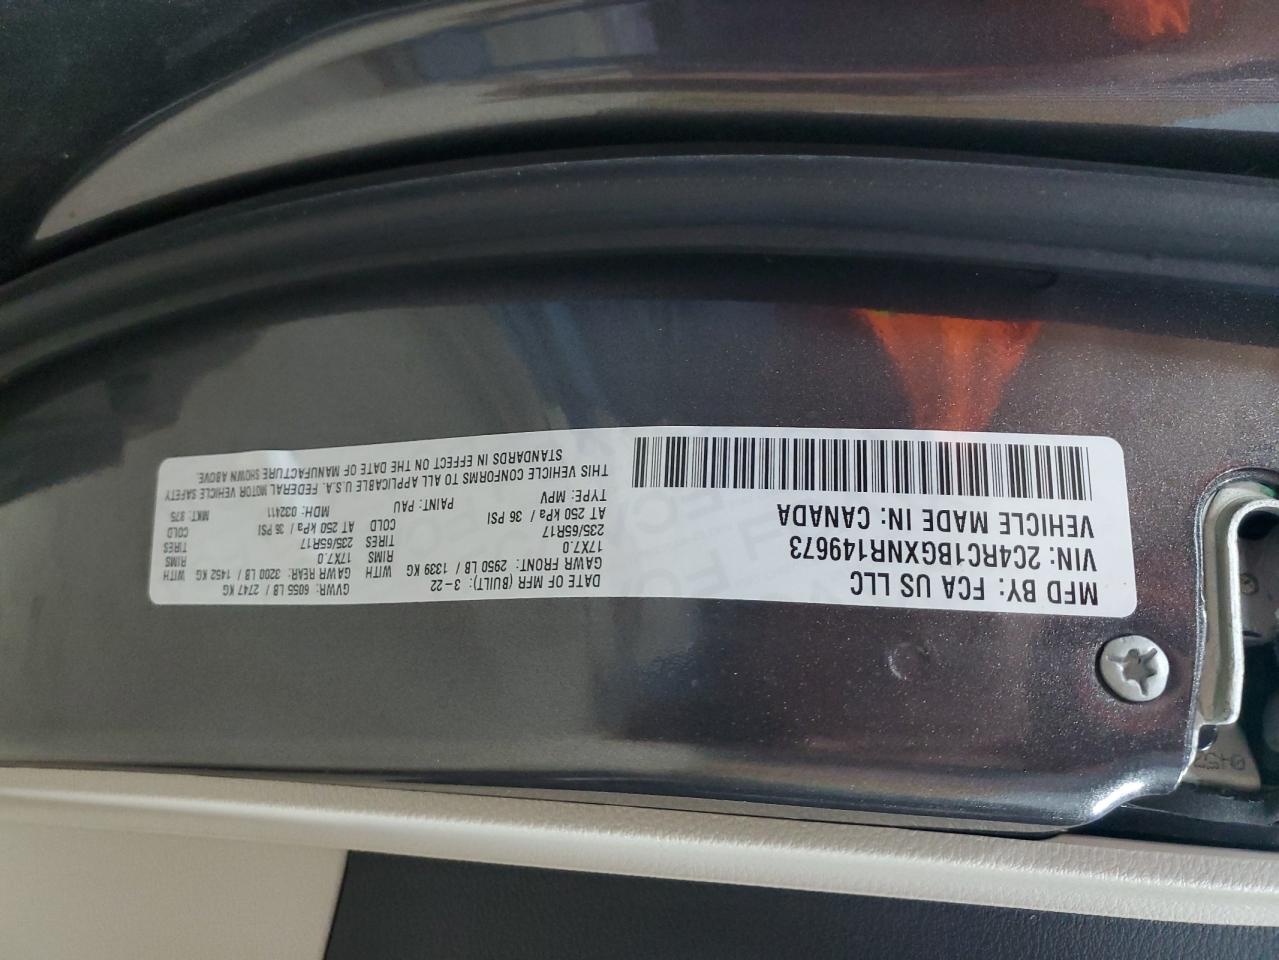 MFD BY: FCA US LLC
VIN: 2C4RC1BGXNR149673
VEHICLE MADE IN: CANADA
DATE OF MFR (BUILT): 3-22 GVWR: 6055 LB / 2747 KG
GAWR FRONT: 2950 LB / 1339 KG WITH GAWR REAR: 3200 LB / 1452 KG WITH
17X7.0 RIMS 17X7.0 RIMS
235/65R17 TIRES 235/65R17 TIRES
AT 250 kPa / 36 PSI COLD AT 250 kPa / 36 PSI COLD
TYPE: MPV PAINT: PAU MDH: 032411 MKT: 975
THIS VEHICLE CONFORMS TO ALL APPLICABLE U.S.A. FEDERAL MOTOR VEHICLE SAFETY
STANDARDS IN EFFECT ON THE DATE OF MANUFACTURE SHOWN ABOVE.